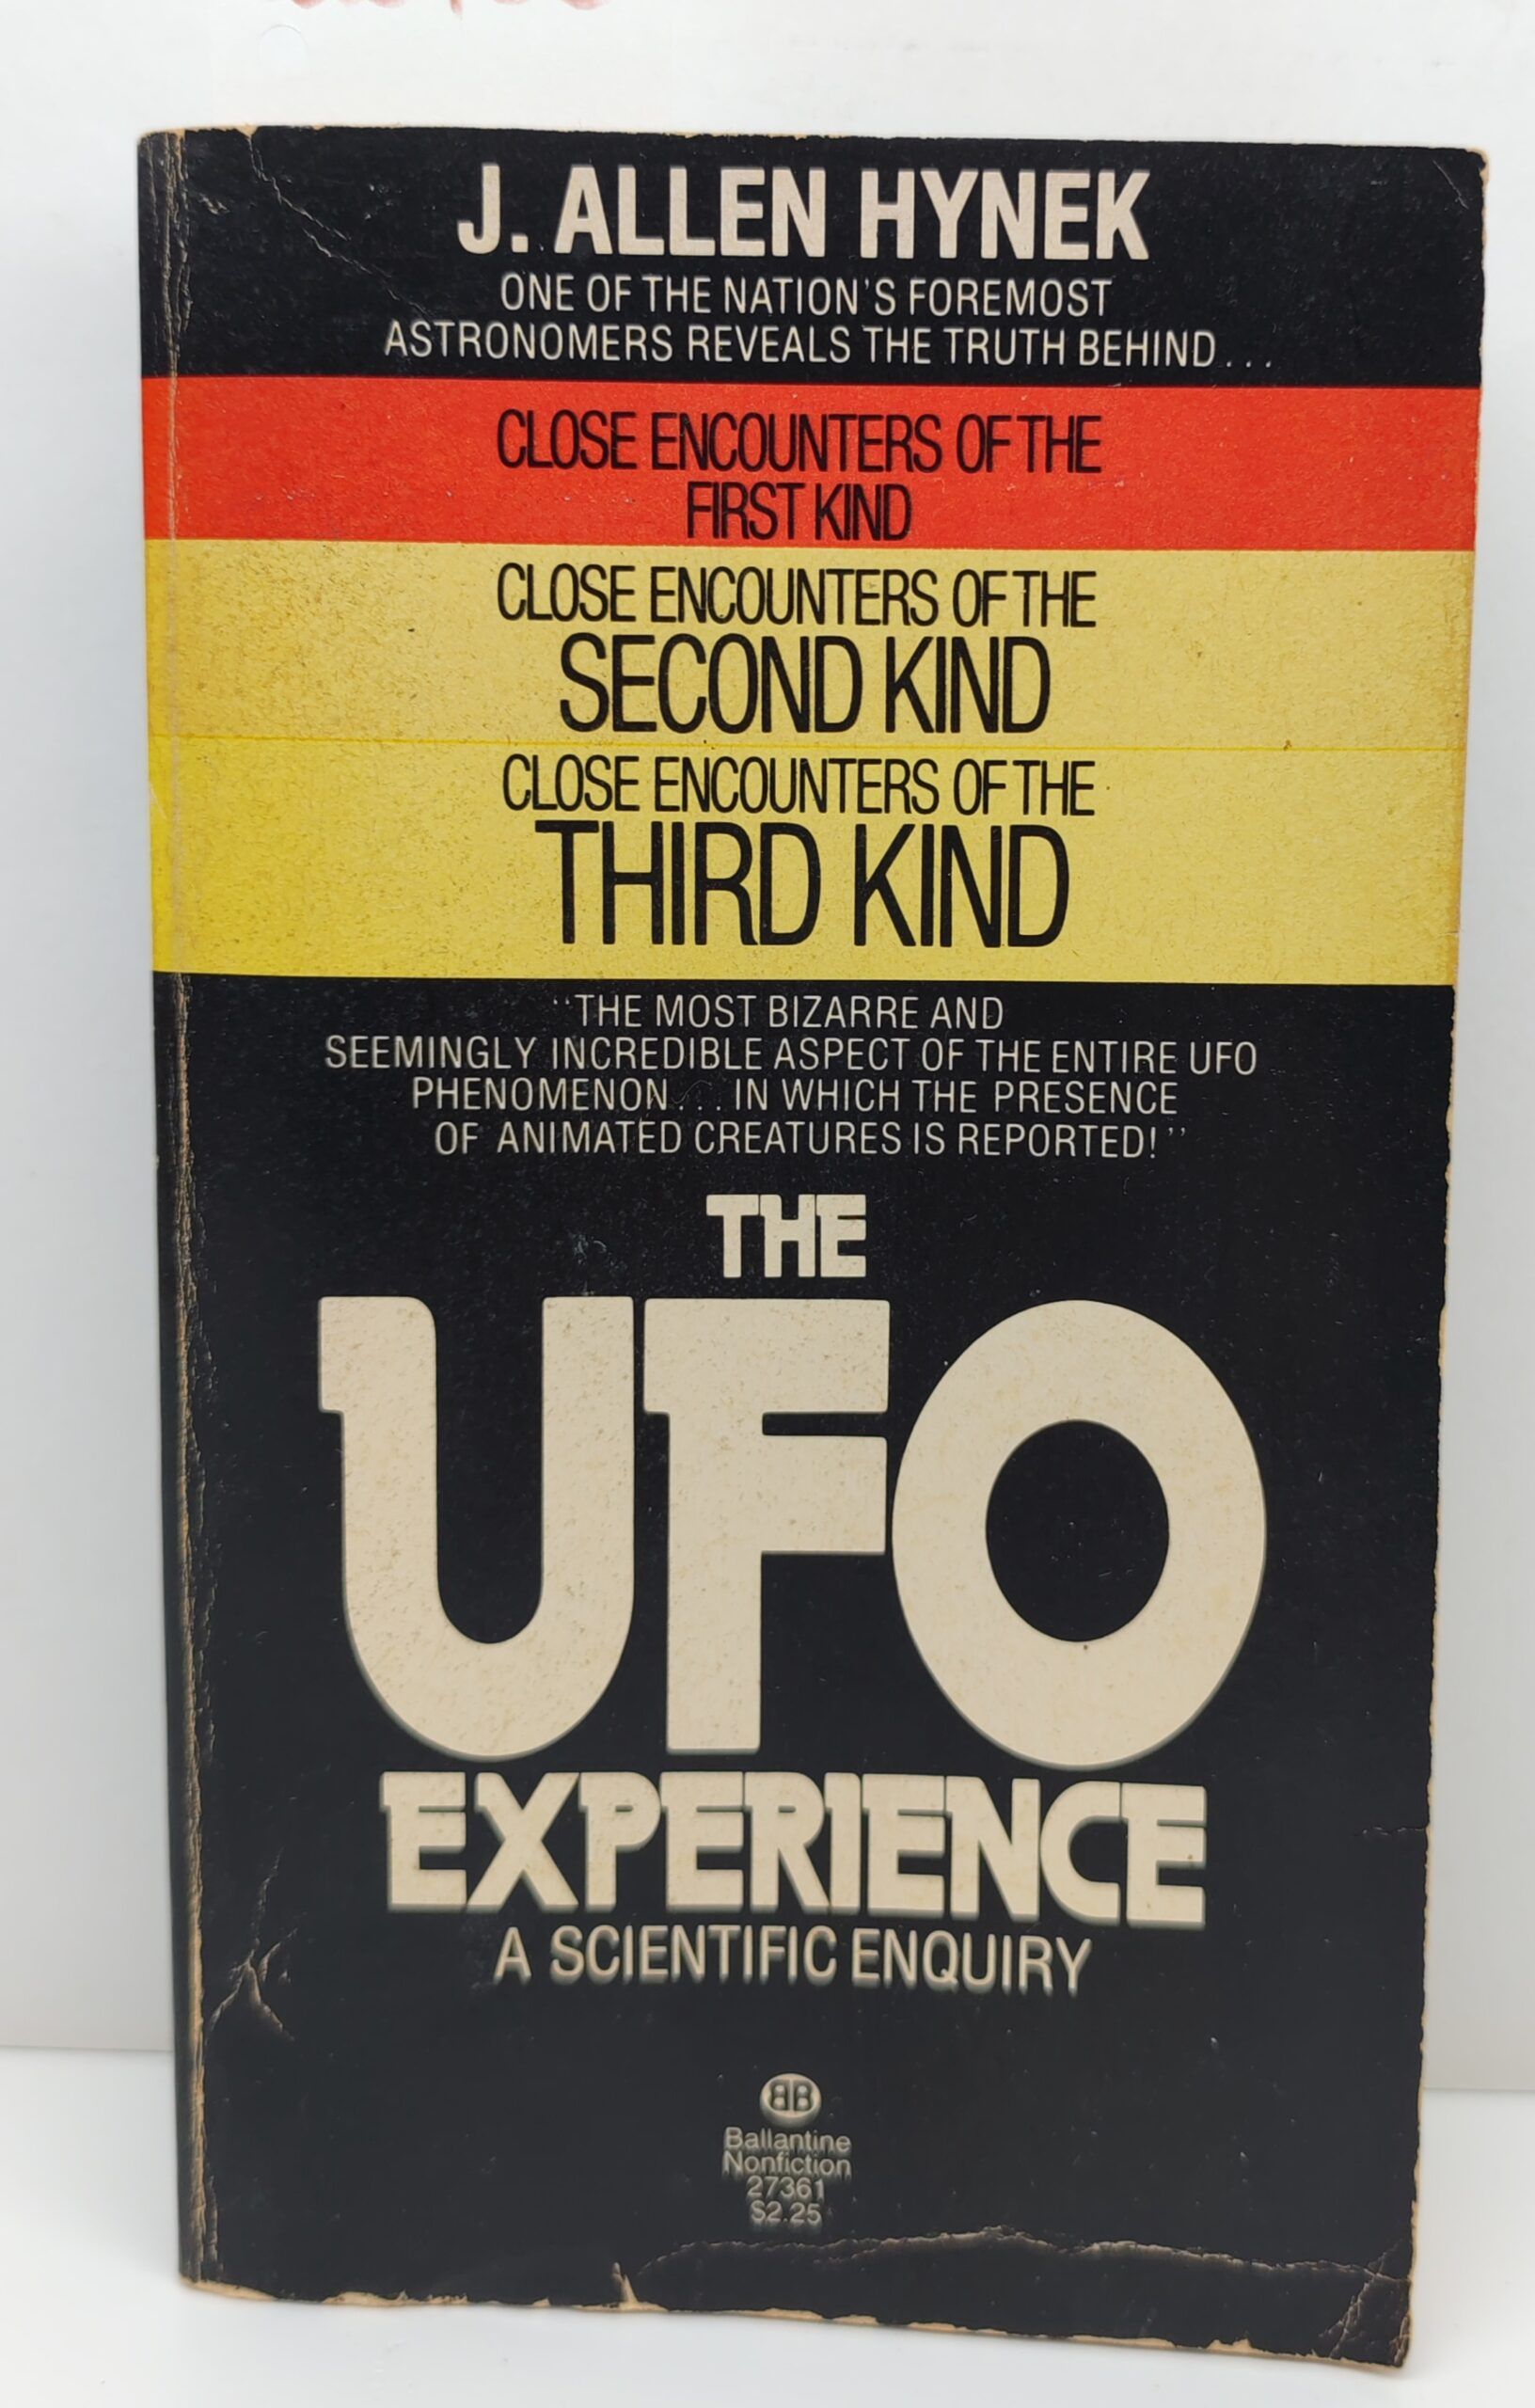 J. ALLEN HYNEK
ONE OF THE NATION'S FOREMOST
ASTRONOMERS REVEALS THE TRUTH BEHIND...
CLOSE ENCOUNTERS OF THE
FIRST KIND
CLOSE ENCOUNTERS OF THE
SECOND KIND
CLOSE ENCOUNTERS OF THE
THIRD KIND
"THE MOST BIZARRE AND
SEEMINGLY INCREDIBLE ASPECT OF THE ENTIRE UFO
PHENOMENON... IN WHICH THE PRESENCE
OF ANIMATED CREATURES IS REPORTED!"
THE
UFO
EXPERIENCE
A SCIENTIFIC ENQUIRY
BB
Ballantine
Nonfiction
27361
$2.25